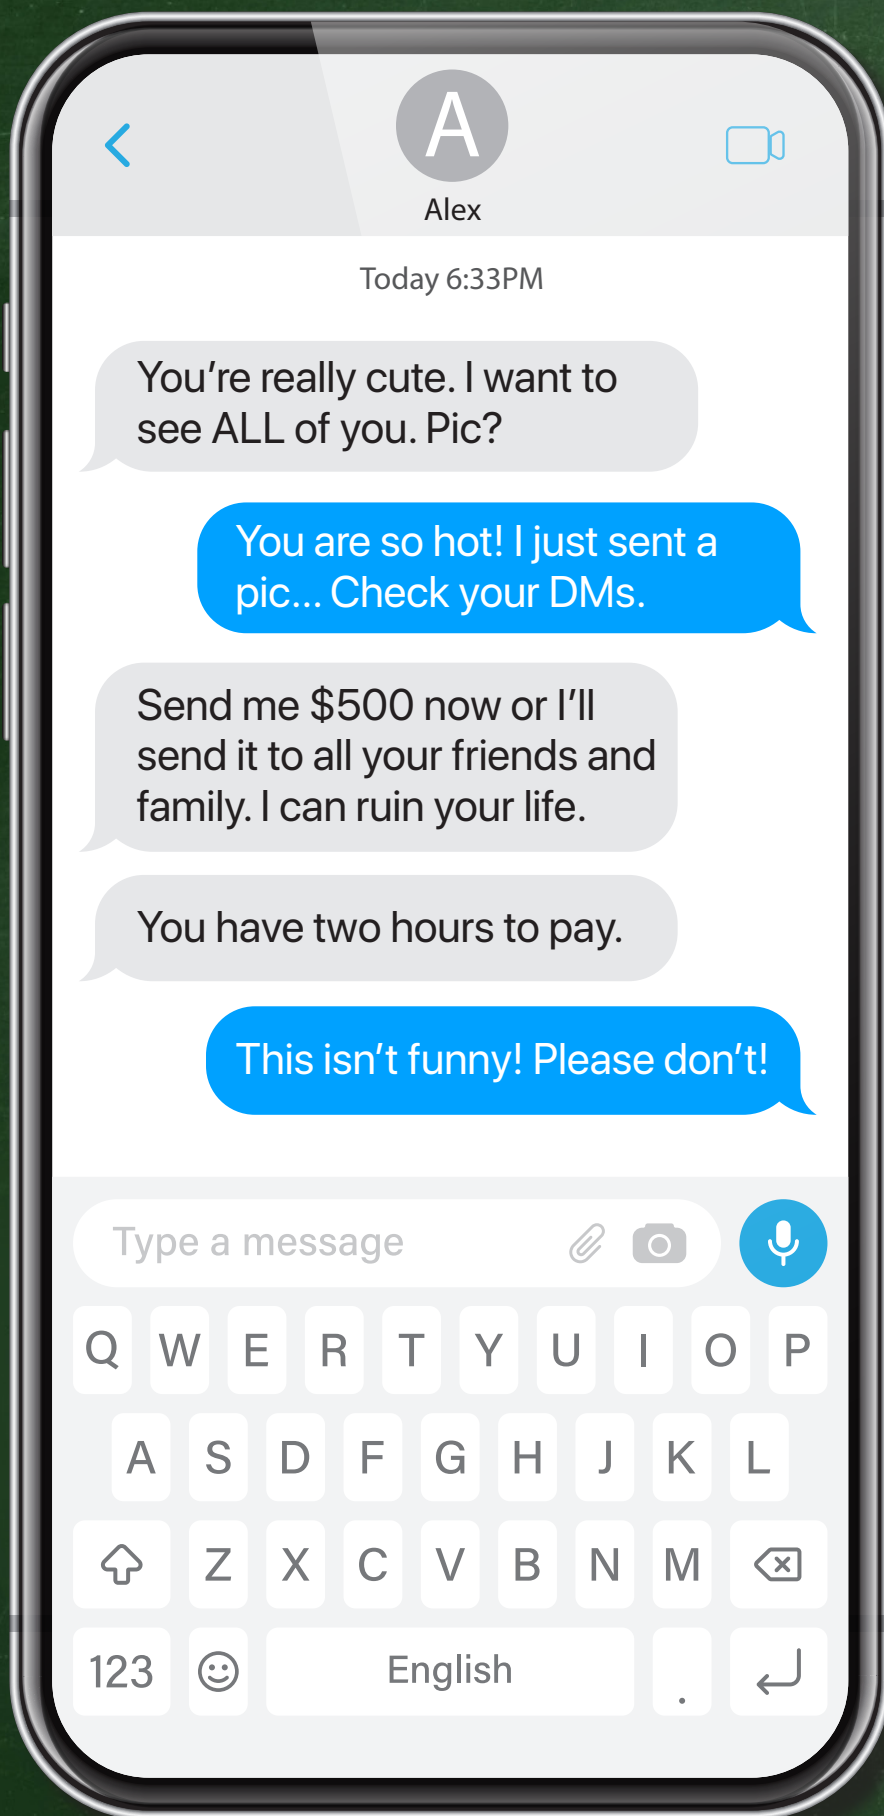 A
Alex
Today 6:33PM
You’re really cute. I want to
see ALL of you. Pic?
You are so hot! I just sent a
pic... Check your DMs.
Send me $500 now or I’ll
send it to all your friends and
family. I can ruin your life.
You have two hours to pay.
This isn’t funny! Please don’t!
Type a message
Q W E R T Y U I O P
A S D F G H J K L
Z X C V B N M
123 English .